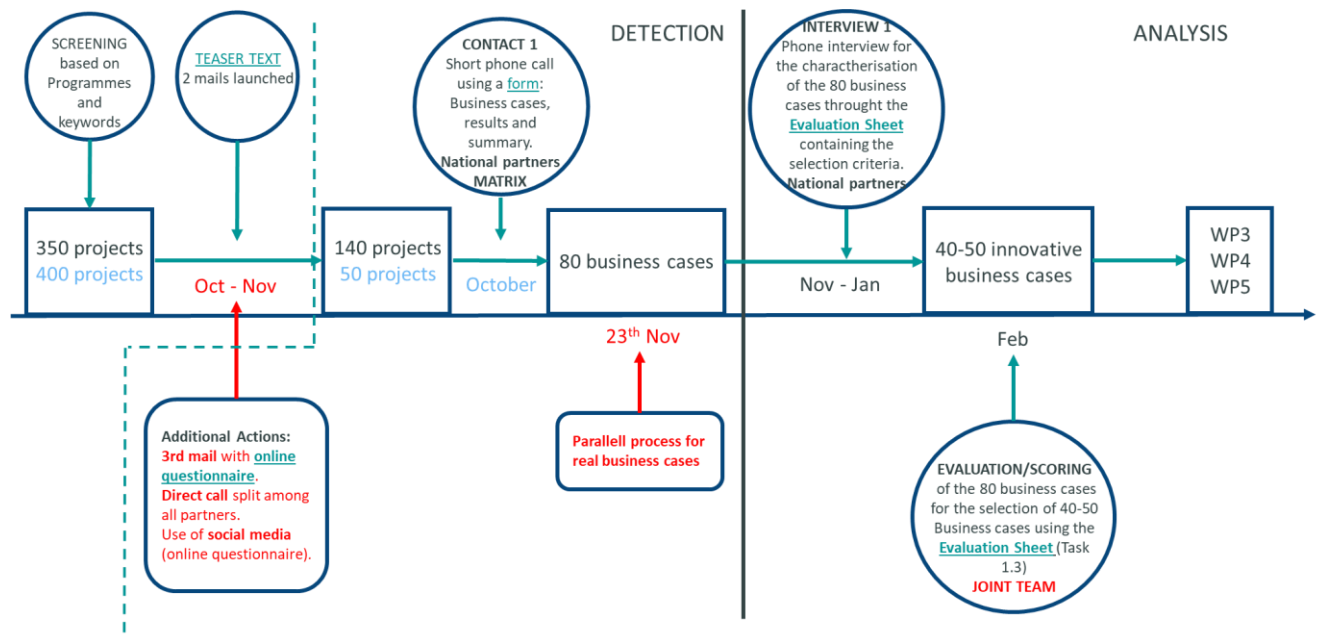 DETECTION
ANALYSIS
SCREENING
based on
Programmes
and
keywords
TEASER TEXT
2 mails launched
CONTACT 1
Short phone call
using a form:
Business cases,
results and
summary.
National partners
MATRIX
INTERVIEW 1
Phone interview for
the charactherisation
of the 80 business
cases throught the
Evaluation Sheet
containing the
selection criteria.
National partners
350 projects
400 projects
Oct - Nov
140 projects
50 projects
October
80 business cases
Nov - Jan
40-50 innovative
business cases
WP3
WP4
WP5
23th Nov
Feb
Additional Actions:
3rd mail with online
questionnaire.
Direct call split among
all partners.
Use of social media
(online questionnaire).
Parallell process for
real business cases
EVALUATION/SCORING
of the 80 business cases
for the selection of 40-50
Business cases using the
Evaluation Sheet (Task
1.3)
JOINT TEAM